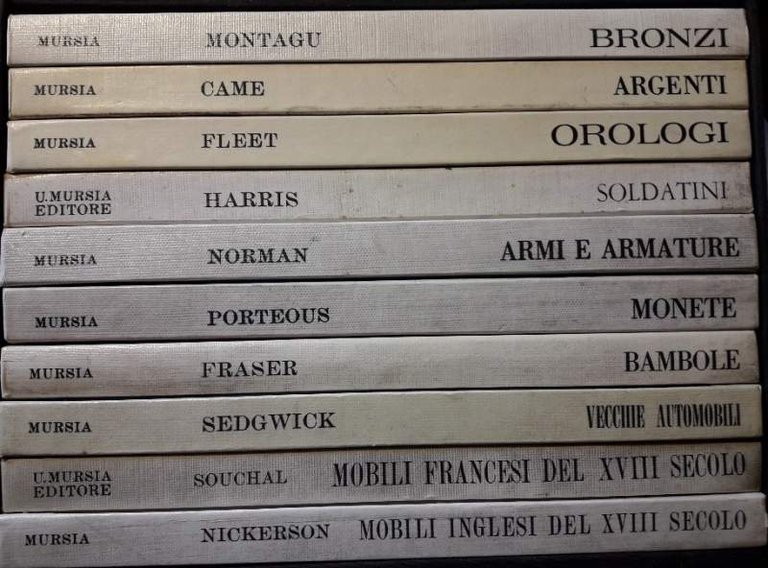 MURSIA MONTAGU BRONZI
MURSIA CAME ARGENTI
MURSIA FLEET OROLOGI
U.MURSIA
EDITORE HARRIS SOLDATINI
MURSIA NORMAN ARMI E ARMATURE
MURSIA PORTEOUS MONETE
MURSIA FRASER BAMBOLE
MURSIA SEDGWICK VECCHIE AUTOMOBILI
U.MURSIA
EDITORE SOUCHAL MOBILI FRANCESI DEL XVIII SECOLO
MURSIA NICKERSON MOBILI INGLESI DEL XVIII SECOLO